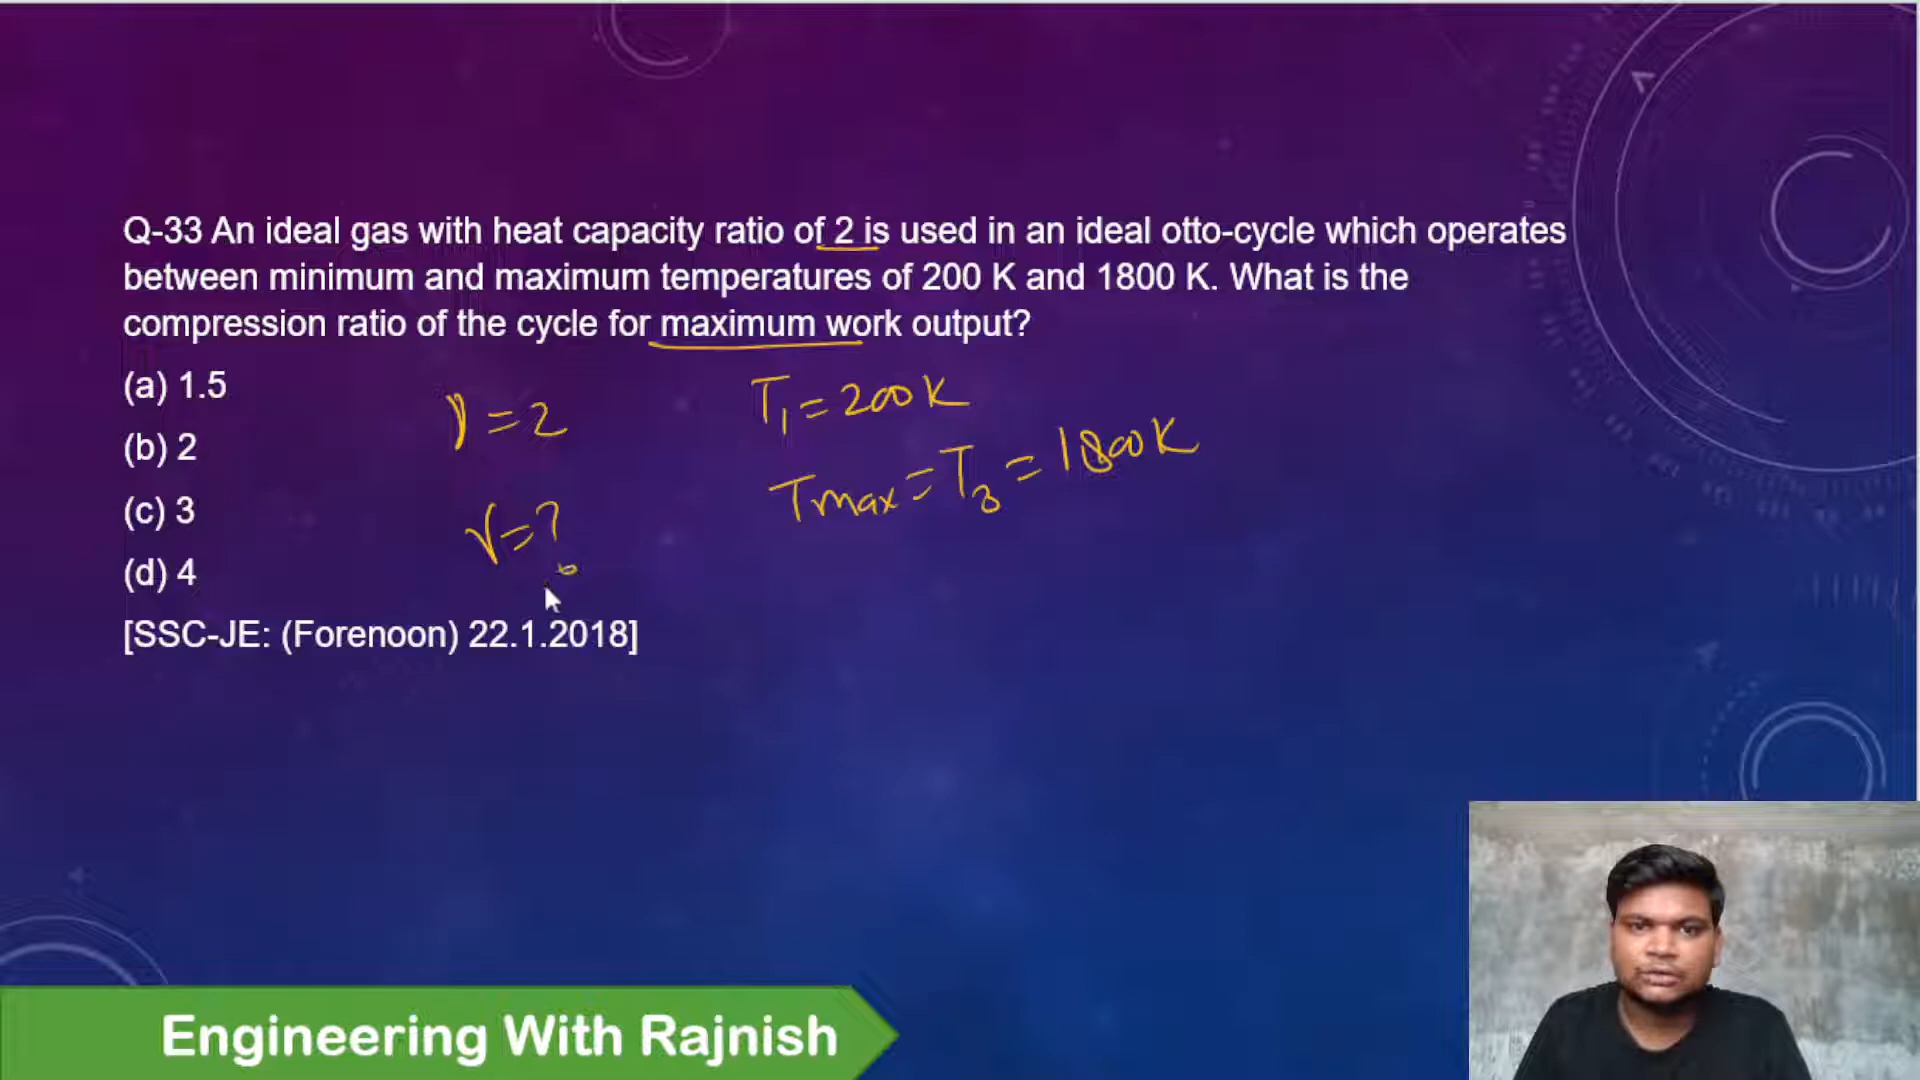 Q-33 An ideal gas with heat capacity ratio of 2 is used in an ideal otto-cycle which operates
between minimum and maximum temperatures of 200 K and 1800 K. What is the
compression ratio of the cycle for maximum work output?
(a) 1.5
(b) 2
(c) 3
(d) 4
[SSC-JE: (Forenoon) 22.1.2018]
γ = 2
r = ?
T₁ = 200 K
Tmax = T₃ = 1800 K
Engineering With Rajnish